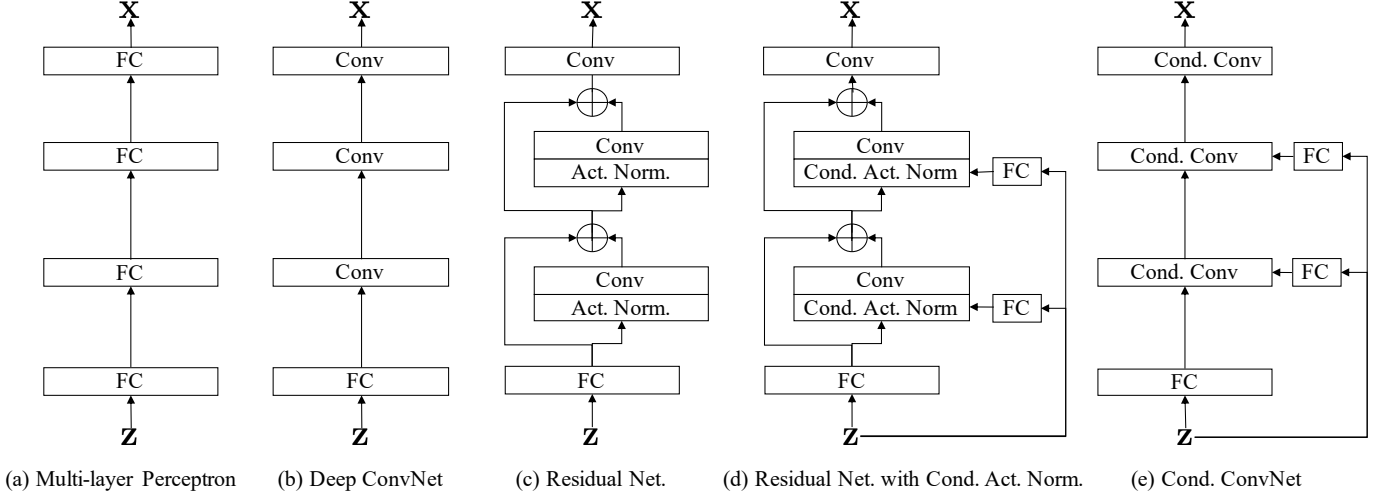 X
FC
FC
FC
FC
Z
(a) Multi-layer Perceptron
X
Conv
Conv
Conv
FC
Z
(b) Deep ConvNet
X
Conv
Conv
Act. Norm.
Conv
Act. Norm.
FC
Z
(c) Residual Net.
X
Conv
Conv
Cond. Act. Norm
FC
Conv
Cond. Act. Norm
FC
FC
Z
(d) Residual Net. with Cond. Act. Norm.
X
Cond. Conv
Cond. Conv
FC
Cond. Conv
FC
FC
Z
(e) Cond. ConvNet